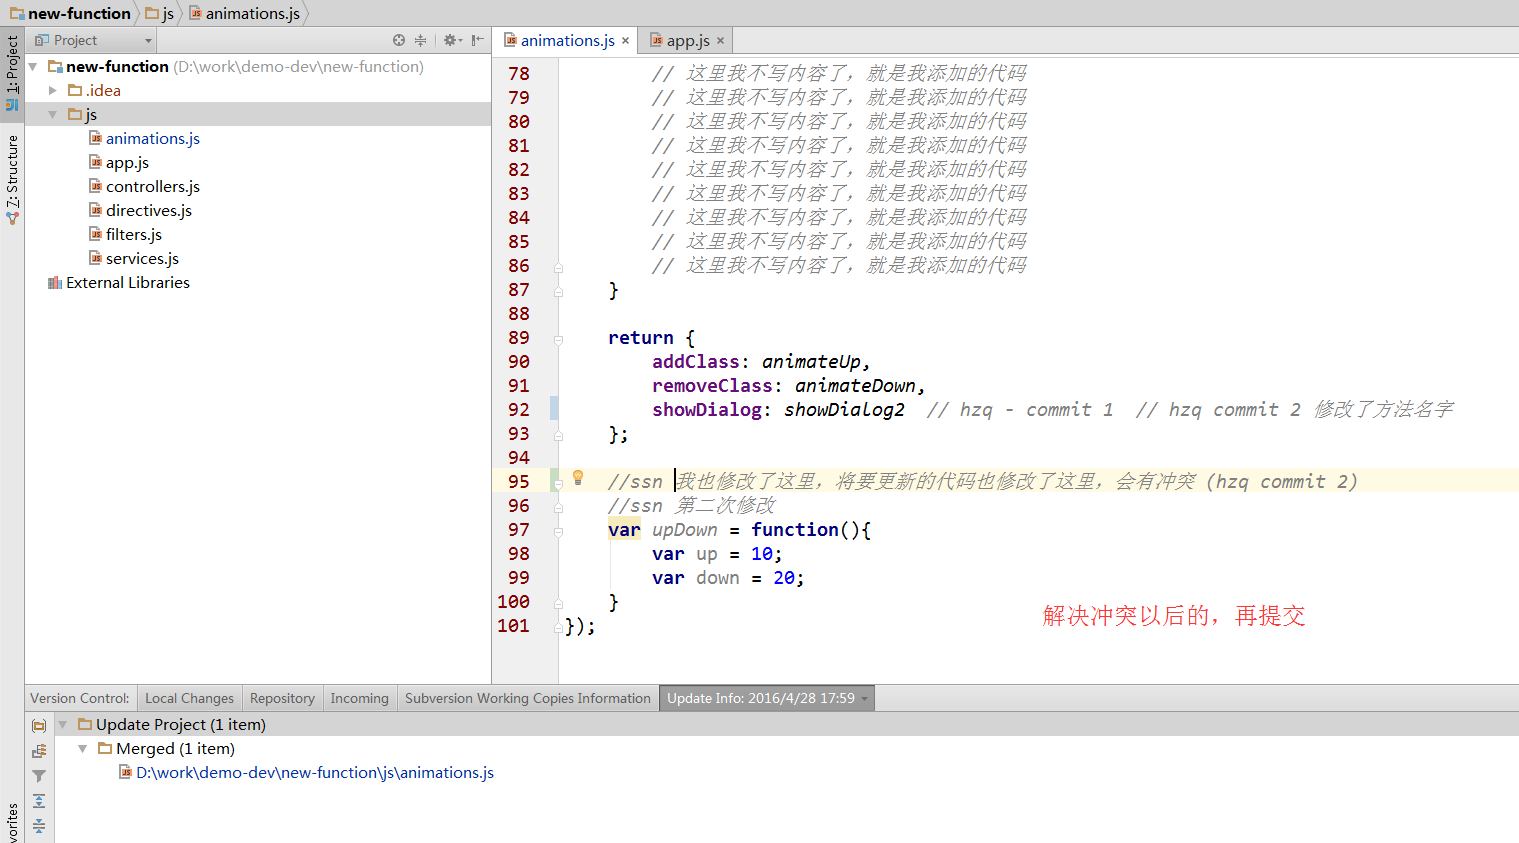 new-function js animations.js
Project
new-function (D:\work\demo-dev\new-function)
.idea
js
animations.js
app.js
controllers.js
directives.js
filters.js
services.js
External Libraries
1: Project
7: Structure
animations.js × app.js ×
78 // 这里我不写内容了，就是我添加的代码
79 // 这里我不写内容了，就是我添加的代码
80 // 这里我不写内容了，就是我添加的代码
81 // 这里我不写内容了，就是我添加的代码
82 // 这里我不写内容了，就是我添加的代码
83 // 这里我不写内容了，就是我添加的代码
84 // 这里我不写内容了，就是我添加的代码
85 // 这里我不写内容了，就是我添加的代码
86 // 这里我不写内容了，就是我添加的代码
87 }
88
89 return {
90 addClass: animateUp,
91 removeClass: animateDown,
92 showDialog: showDialog2 // hzq - commit 1 // hzq commit 2 修改了方法名字
93 };
94
95 //ssn 我也修改了这里，将要更新的代码也修改了这里，会有冲突 (hzq commit 2)
96 //ssn 第二次修改
97 var upDown = function(){
98 var up = 10;
99 var down = 20;
100 }
101 });
解决冲突以后的，再提交
Version Control: Local Changes Repository Incoming Subversion Working Copies Information Update Info: 2016/4/28 17:59
Update Project (1 item)
Merged (1 item)
D:\work\demo-dev\new-function\js\animations.js
vorites